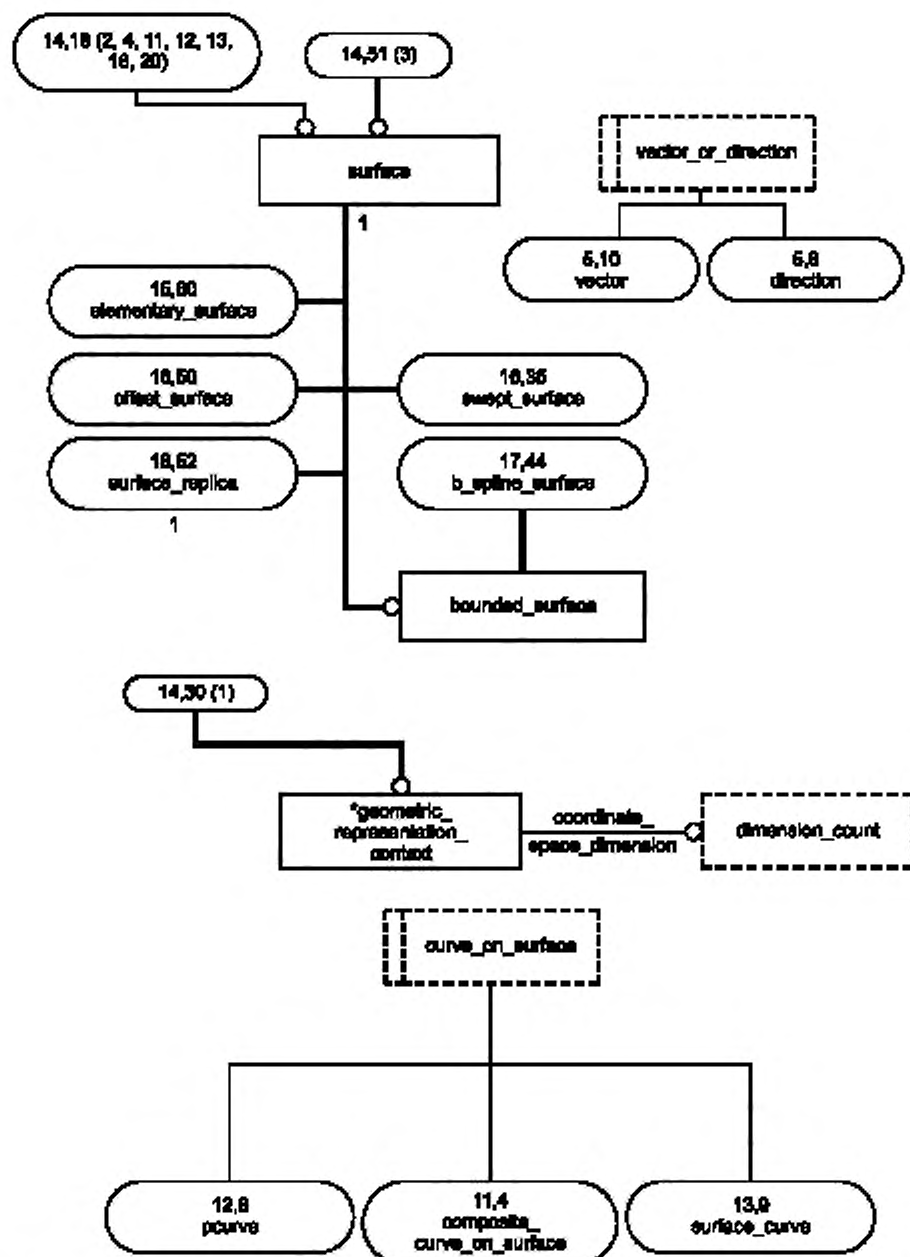 14,18 (2, 4, 11, 12, 13,
16, 20)
14,51 (3)
surface
1
vector_or_direction
5,10
vector
5,8
direction
15,60
elementary_surface
16,50
offset_surface
16,35
swept_surface
16,52
surface_replica
1
17,44
b_spline_surface
bounded_surface
14,30 (1)
*geometric_
representation_
context
coordinate_
space_dimension
dimension_count
curve_on_surface
12,8
pcurve
11,4
composite_
curve_on_surface
13,9
surface_curve